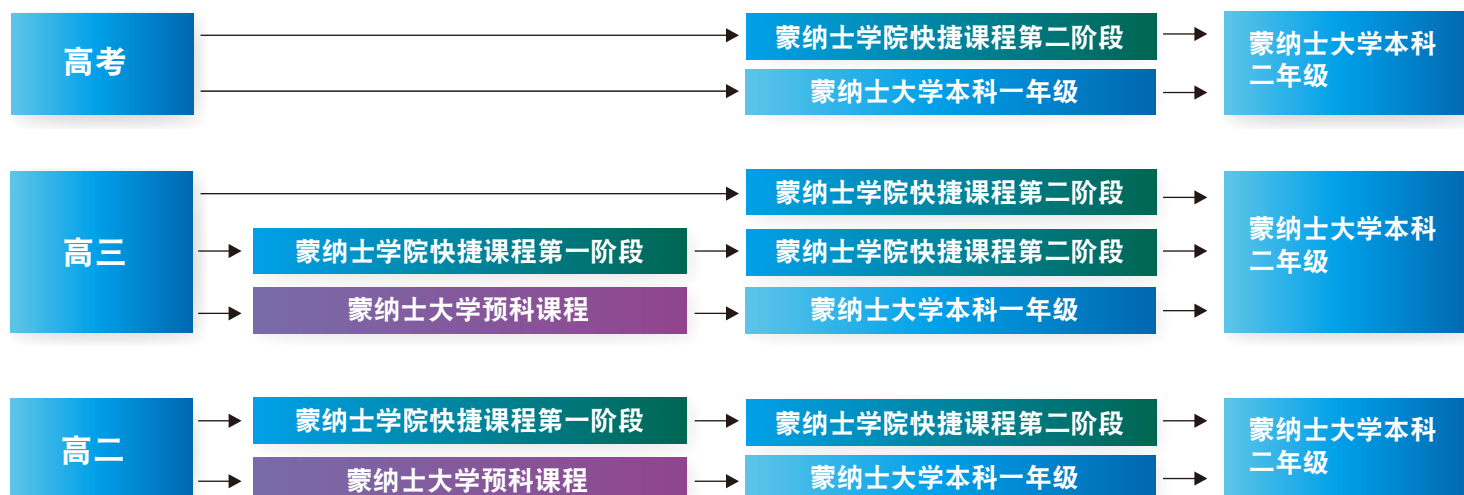 高考
蒙纳士学院快捷课程第二阶段
蒙纳士大学本科一年级
蒙纳士大学本科
二年级
高三
蒙纳士学院快捷课程第二阶段
蒙纳士学院快捷课程第一阶段
蒙纳士学院快捷课程第二阶段
蒙纳士大学预科课程
蒙纳士大学本科一年级
蒙纳士大学本科
二年级
高二
蒙纳士学院快捷课程第一阶段
蒙纳士学院快捷课程第二阶段
蒙纳士大学预科课程
蒙纳士大学本科一年级
蒙纳士大学本科
二年级